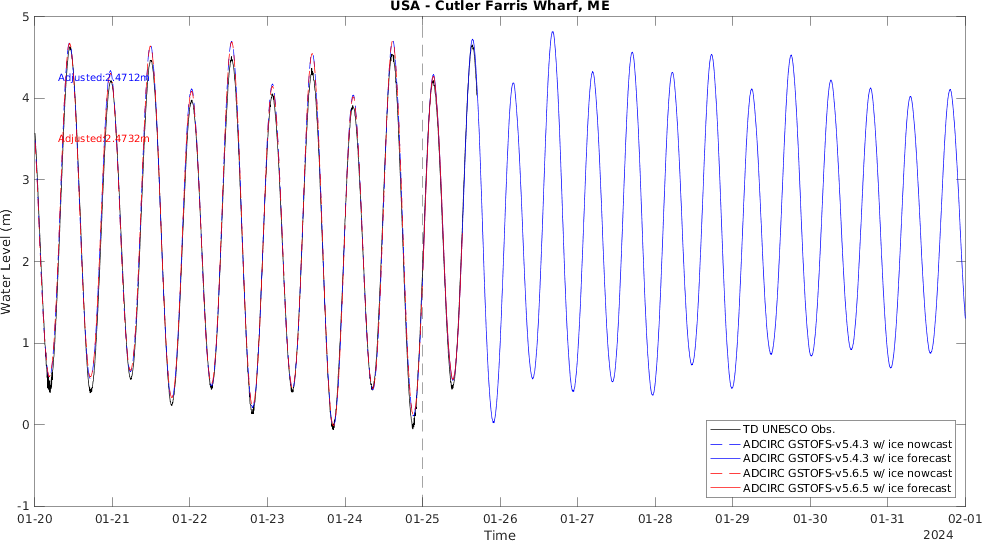 USA - Cutler Farris Wharf, ME
5
4
3
2
1
0
-1
Water Level (m)
Adjusted:2.4712m
Adjusted:2.4732m
TD UNESCO Obs.
ADCIRC GSTOFS-v5.4.3 w/ ice nowcast
ADCIRC GSTOFS-v5.4.3 w/ ice forecast
ADCIRC GSTOFS-v5.6.5 w/ ice nowcast
ADCIRC GSTOFS-v5.6.5 w/ ice forecast
01-20 01-21 01-22 01-23 01-24 01-25 01-26 01-27 01-28 01-29 01-30 01-31 02-01
Time
2024